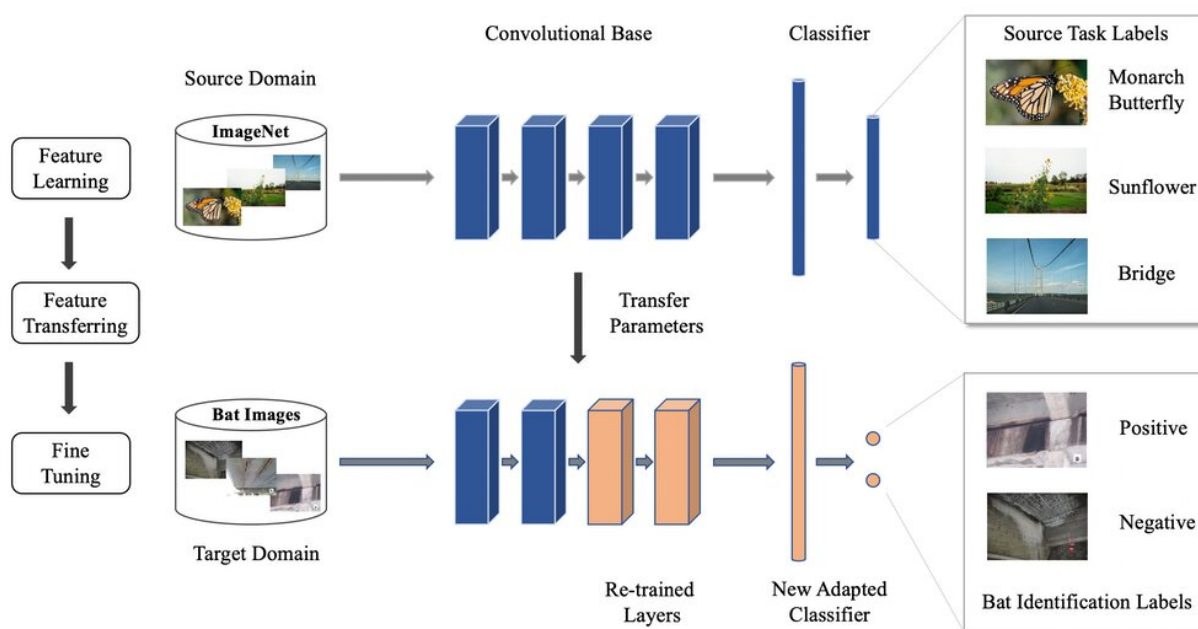 Convolutional Base
Classifier
Source Task Labels
Source Domain
ImageNet
Monarch
Butterfly
Feature
Learning
Sunflower
Bridge
Feature
Transferring
Transfer
Parameters
Bat Images
Positive
Fine
Tuning
Negative
Target Domain
Re-trained
Layers
New Adapted
Classifier
Bat Identification Labels